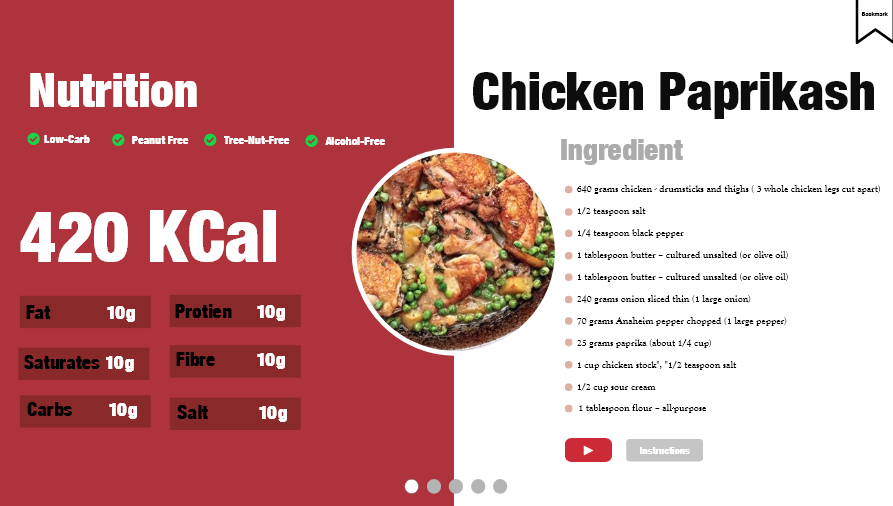 Bookmark
Nutrition
Low-Carb
Peanut Free
Tree-Nut-Free
Alcohol-Free
420 KCal
Fat 10g
Protien 10g
Saturates 10g
Fibre 10g
Carbs 10g
Salt 10g
Chicken Paprikash
Ingredient
640 grams chicken - drumsticks and thighs ( 3 whole chicken legs cut apart)
1/2 teaspoon salt
1/4 teaspoon black pepper
1 tablespoon butter – cultured unsalted (or olive oil)
1 tablespoon butter – cultured unsalted (or olive oil)
240 grams onion sliced thin (1 large onion)
70 grams Anaheim pepper chopped (1 large pepper)
25 grams paprika (about 1/4 cup)
1 cup chicken stock", "1/2 teaspoon salt
1/2 cup sour cream
1 tablespoon flour – all-purpose
Instructions